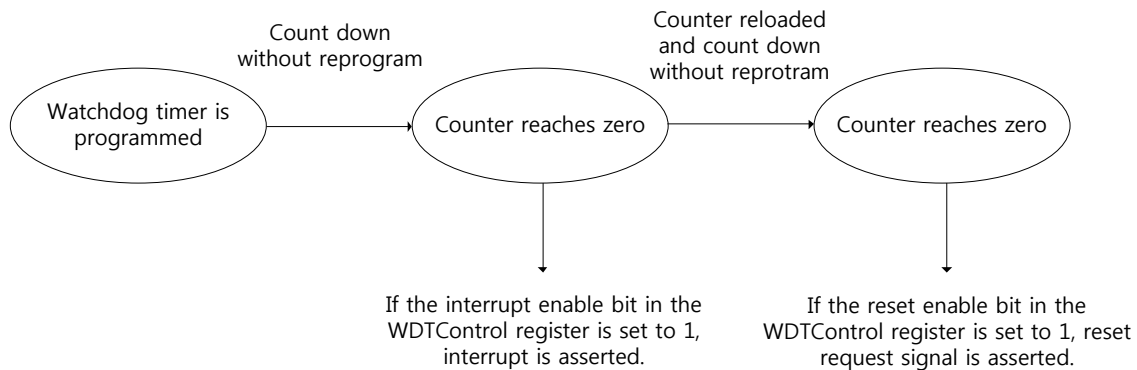 Count down
without reprogram
Counter reloaded
and count down
without reprotram
Watchdog timer is
programmed
Counter reaches zero
Counter reaches zero
If the interrupt enable bit in the
WDTControl register is set to 1,
interrupt is asserted.
If the reset enable bit in the
WDTControl register is set to 1, reset
request signal is asserted.